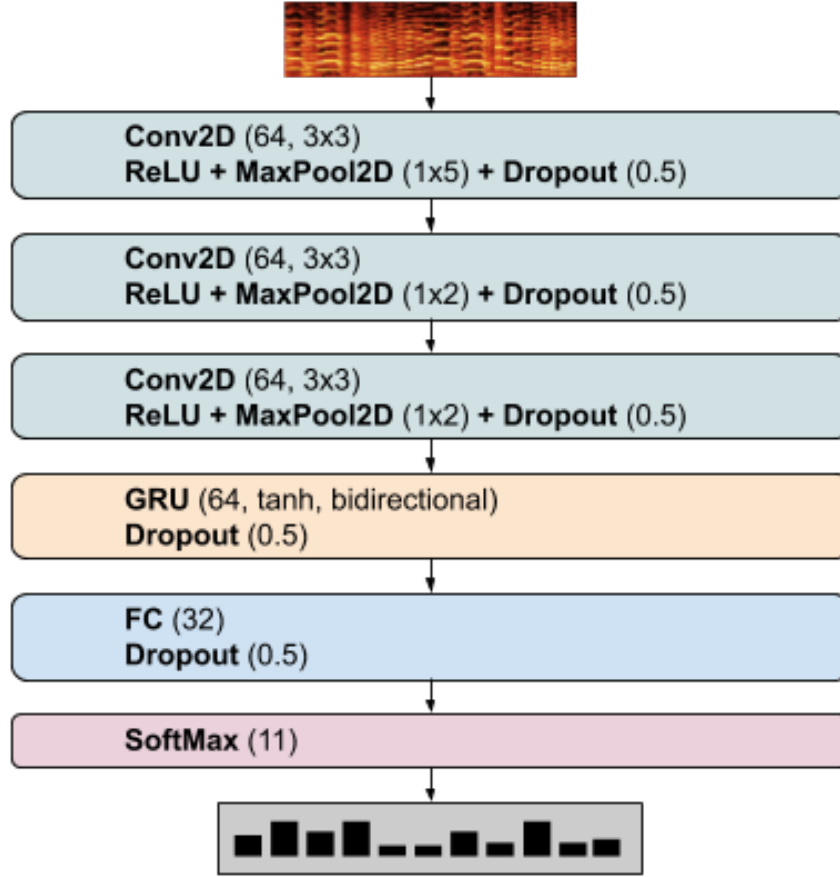 Conv2D (64, 3x3)
ReLU + MaxPool2D (1x5) + Dropout (0.5)
Conv2D (64, 3x3)
ReLU + MaxPool2D (1x2) + Dropout (0.5)
Conv2D (64, 3x3)
ReLU + MaxPool2D (1x2) + Dropout (0.5)
GRU (64, tanh, bidirectional)
Dropout (0.5)
FC (32)
Dropout (0.5)
SoftMax (11)